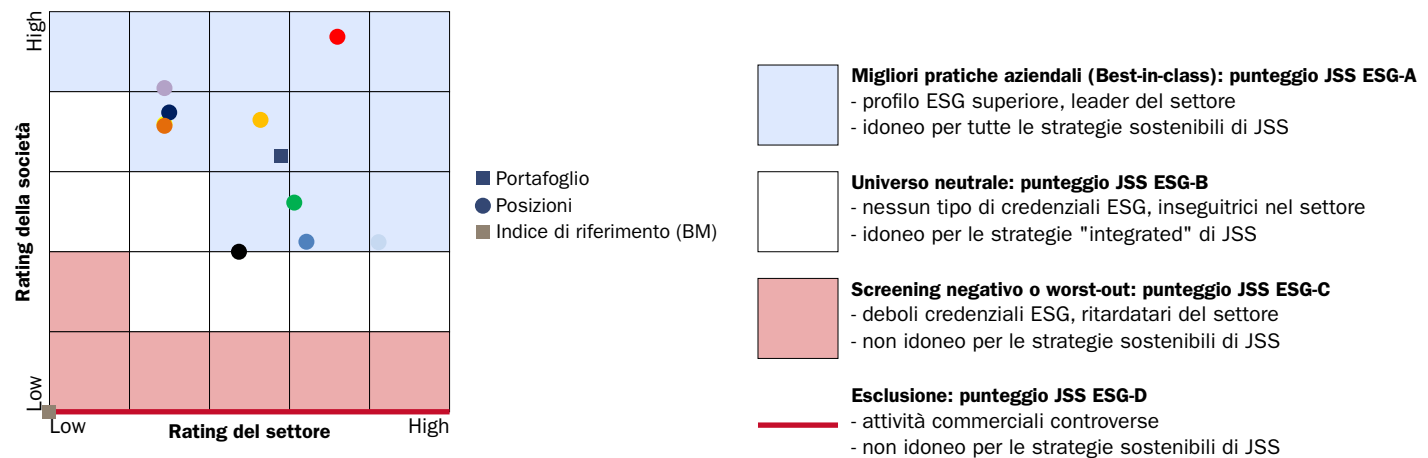 High
Rating della società
Low
Low
Rating del settore
High
Portafoglio
Posizioni
Indice di riferimento (BM)
Migliori pratiche aziendali (Best-in-class): punteggio JSS ESG-A
- profilo ESG superiore, leader del settore
- idoneo per tutte le strategie sostenibili di JSS
Universo neutrale: punteggio JSS ESG-B
- nessun tipo di credenziali ESG, inseguitrici nel settore
- idoneo per le strategie "integrated" di JSS
Screening negativo o worst-out: punteggio JSS ESG-C
- deboli credenziali ESG, ritardatari del settore
- non idoneo per le strategie sostenibili di JSS
Esclusione: punteggio JSS ESG-D
- attività commerciali controverse
- non idoneo per le strategie sostenibili di JSS